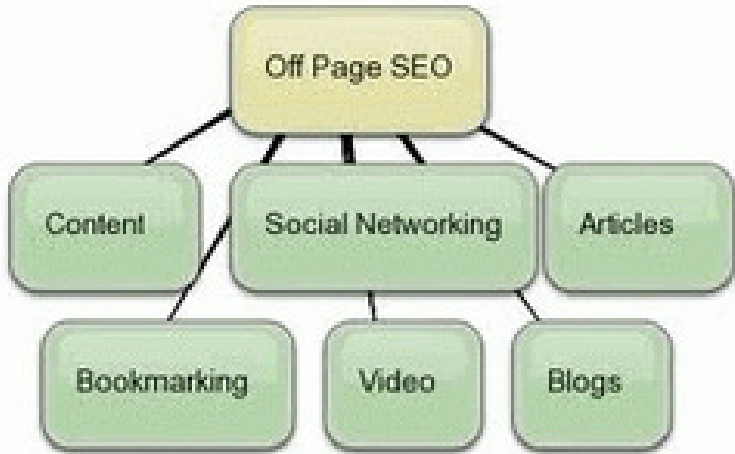 Off Page SEO
Content
Social Networking
Articles
Bookmarking
Video
Blogs